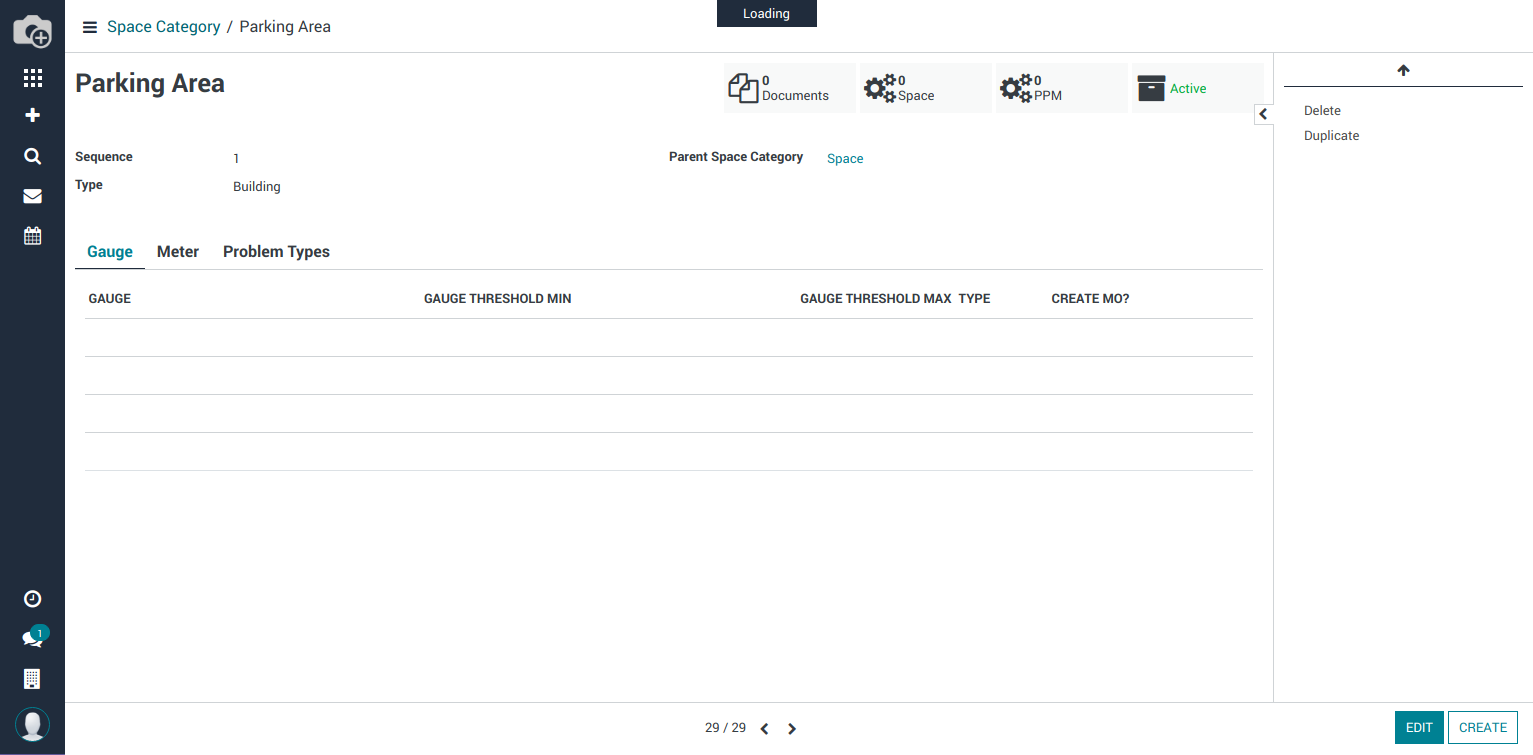 Loading
Space Category / Parking Area
Parking Area
0
Documents
0
Space
0
PPM
Active
Delete
Duplicate
Sequence 1
Parent Space Category Space
Type Building
Gauge Meter Problem Types
GAUGE GAUGE THRESHOLD MIN GAUGE THRESHOLD MAX TYPE CREATE MO?
1
29 / 29
EDIT CREATE